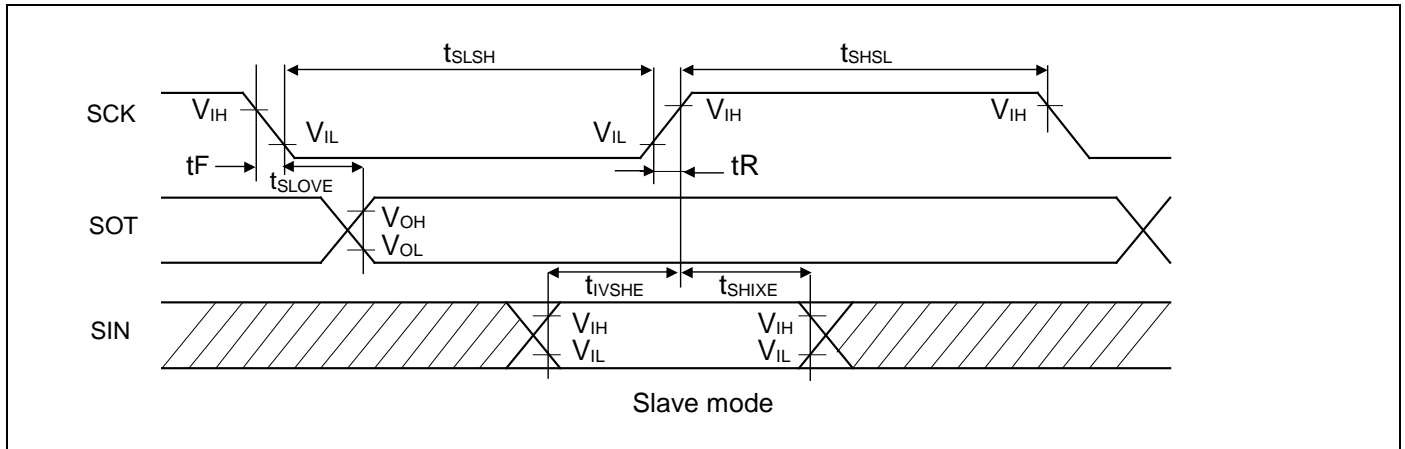 tSLSH tSHSL
SCK VIH VIL VIL VIH VIH
tF tSLOVE tR
SOT VOH
VOL
tIVSHE tSHIXE
SIN VIH VIH
VIL VIL
Slave mode